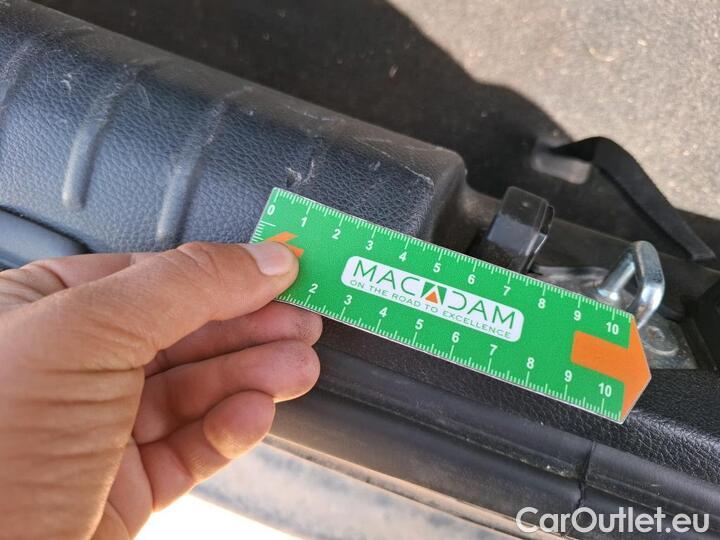 0 1 2 3 4 5 6 7 8 9 10
MACADAM
ON THE ROAD TO EXCELLENCE
2 3 4 5 6 7 8 9 10
CarOutlet.eu